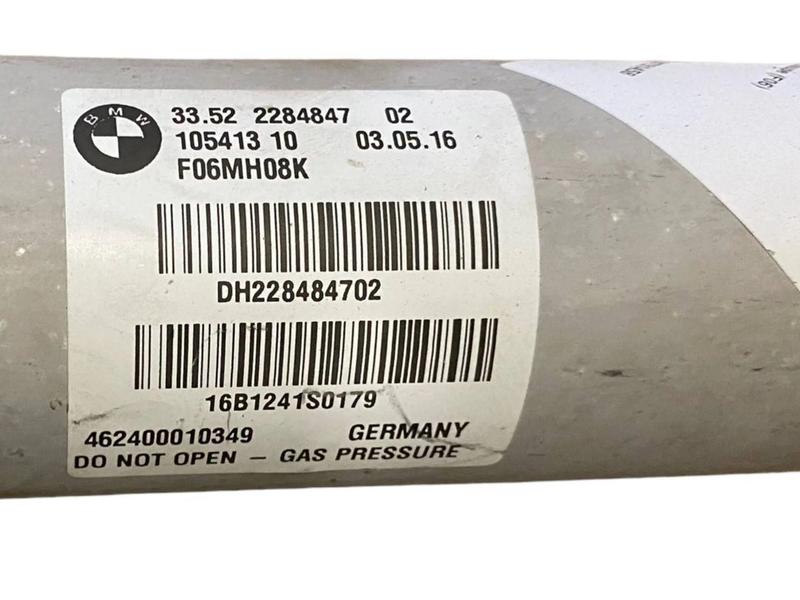 BMW
33.52 2284847 02
105413 10 03.05.16
F06MH08K
DH228484702
16B1241S0179
462400010349 GERMANY
DO NOT OPEN – GAS PRESSURE